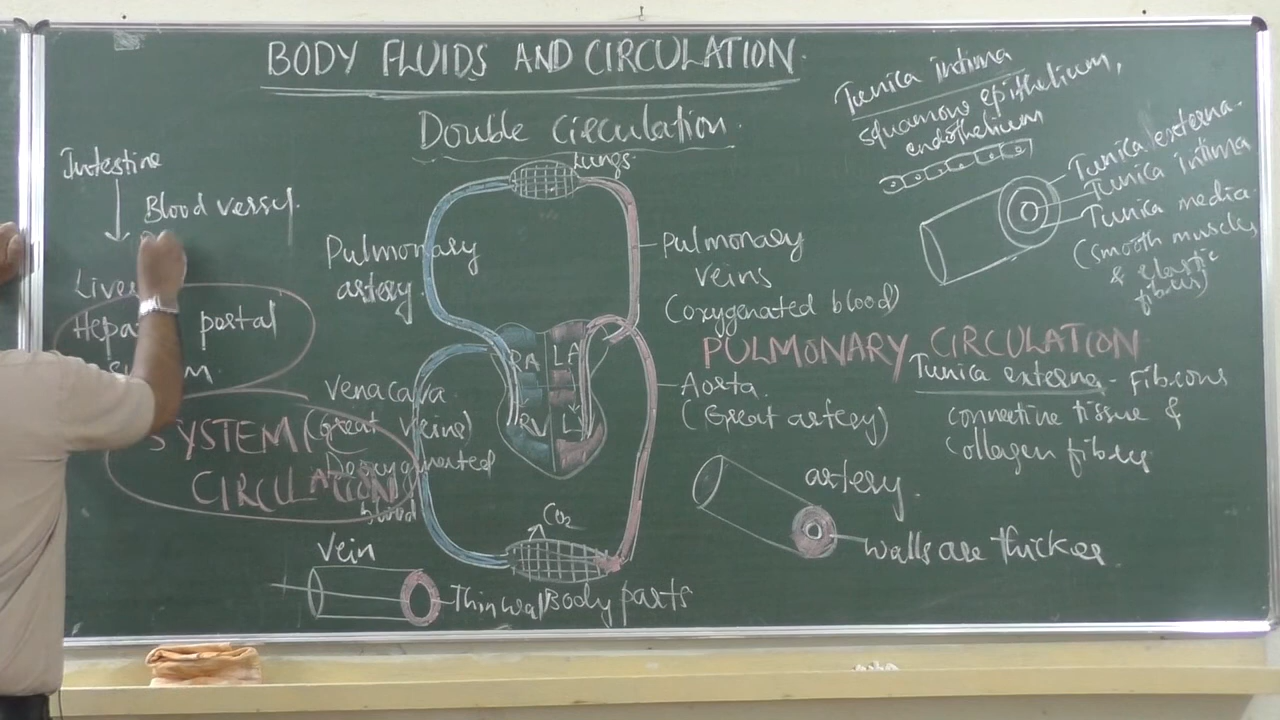 BODY FLUIDS AND CIRCULATION
Double Circulation
Tunica intima
squamous epithelium,
endothelium
Tunica externa.
Tunica intima
Tunica media
(smooth muscles
& elastic
fibres)
Intestine
Blood vessel
Liver
portal
Lungs
Pulmonary
artery
Pulmonary
veins
(oxygenated blood)
PULMONARY CIRCULATION
Tunica externa - Fibrous
connective tissue &
collagen fibres
RA LA
RV
Venacava
(Great veins)
Deoxygenated
blood
Aorta
(Great artery)
SYSTEM
CIRCULATION
CO2
artery.
walls are thicker
Vein
Thin wall
Body parts